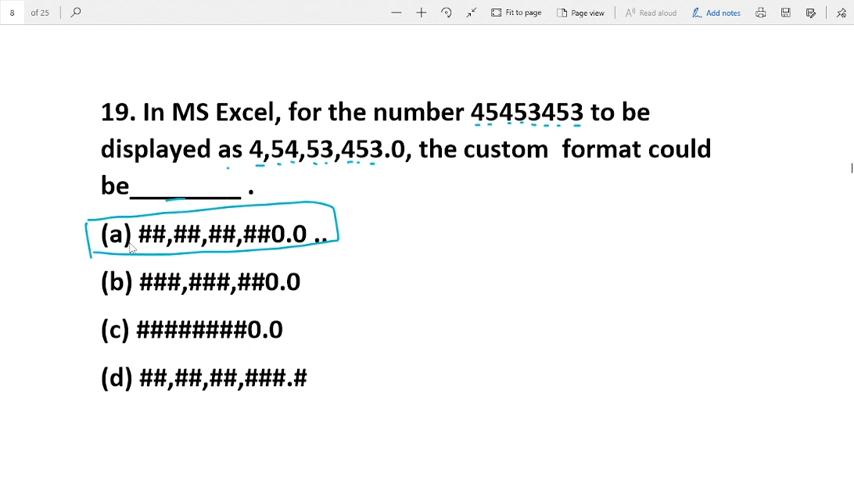 8 of 25 Fit to page Page view Read aloud Add notes
19. In MS Excel, for the number 45453453 to be
displayed as 4,54,53,453.0, the custom format could
be________ .
(a) ##,##,##,##0.0 ..
(b) ###,###,##0.0
(c) ########0.0
(d) ##,##,##,###.#